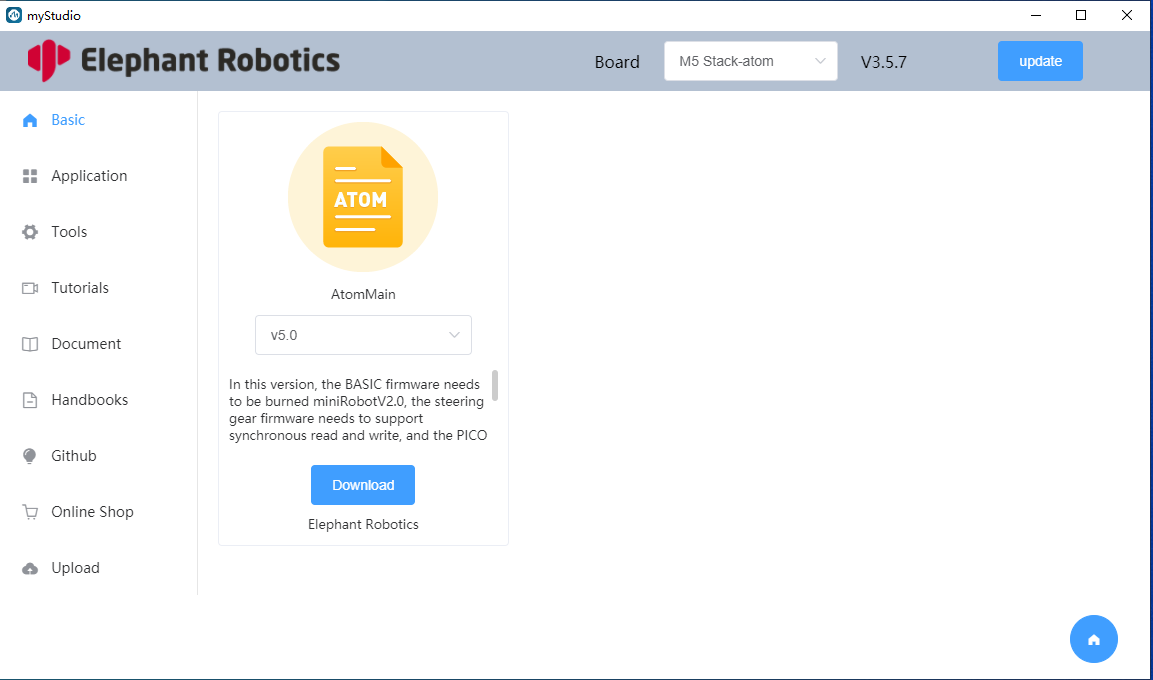 myStudio
Elephant Robotics
Board
M5 Stack-atom
V3.5.7
update
Basic
Application
Tools
Tutorials
Document
Handbooks
Github
Online Shop
Upload
ATOM
AtomMain
v5.0
In this version, the BASIC firmware needs
to be burned miniRobotV2.0, the steering
gear firmware needs to support
synchronous read and write, and the PICO
Download
Elephant Robotics